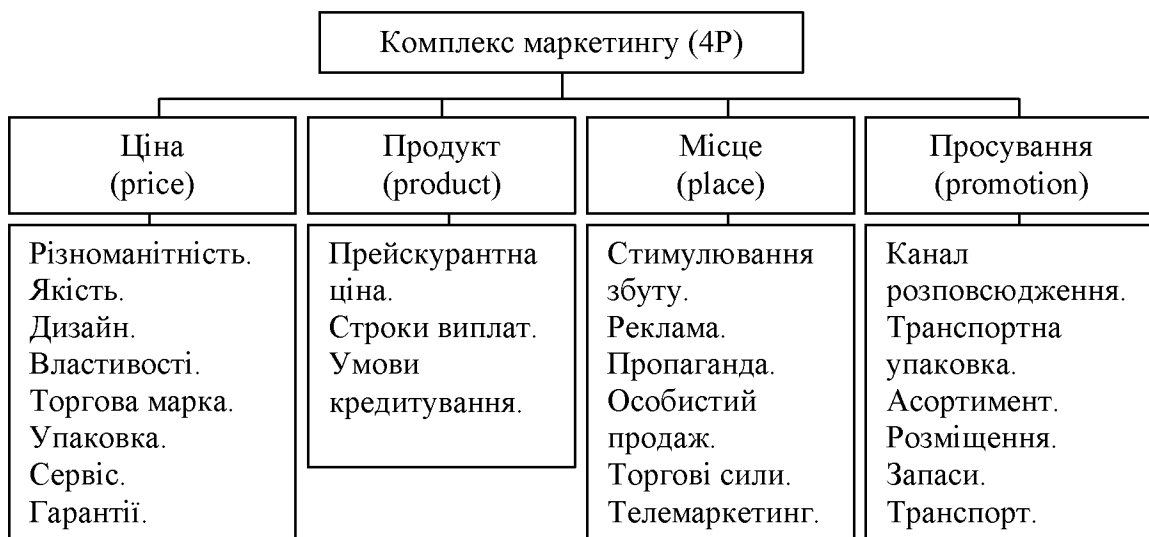 Комплекс маркетингу (4P)
Ціна
(price)
Продукт
(product)
Місце
(place)
Просування
(promotion)
Різноманітність.
Якість.
Дизайн.
Властивості.
Торгова марка.
Упаковка.
Сервіс.
Гарантії.
Прейскурантна
ціна.
Строки виплат.
Умови
кредитування.
Стимулювання
збуту.
Реклама.
Пропаганда.
Особистий
продаж.
Торгові сили.
Телемаркетинг.
Канал
розповсюдження.
Транспортна
упаковка.
Асортимент.
Розміщення.
Запаси.
Транспорт.